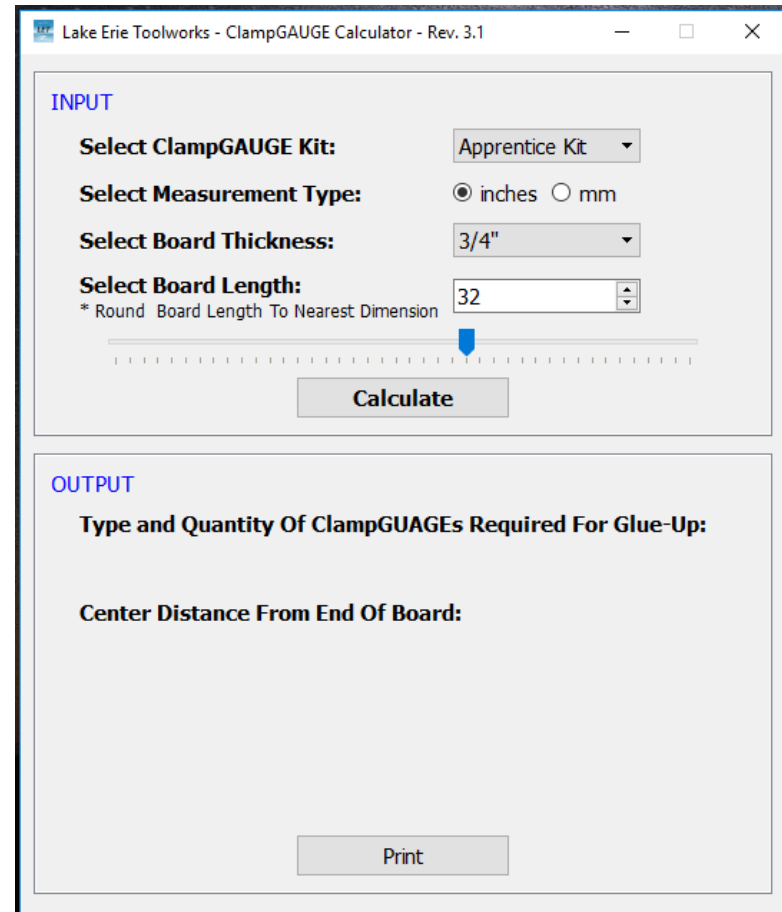 Lake Erie Toolworks - ClampGAUGE Calculator - Rev. 3.1
INPUT
Select ClampGAUGE Kit: Apprentice Kit
Select Measurement Type: inches mm
Select Board Thickness: 3/4"
Select Board Length: 32
* Round Board Length To Nearest Dimension
Calculate
OUTPUT
Type and Quantity Of ClampGUAGEs Required For Glue-Up:
Center Distance From End Of Board:
Print